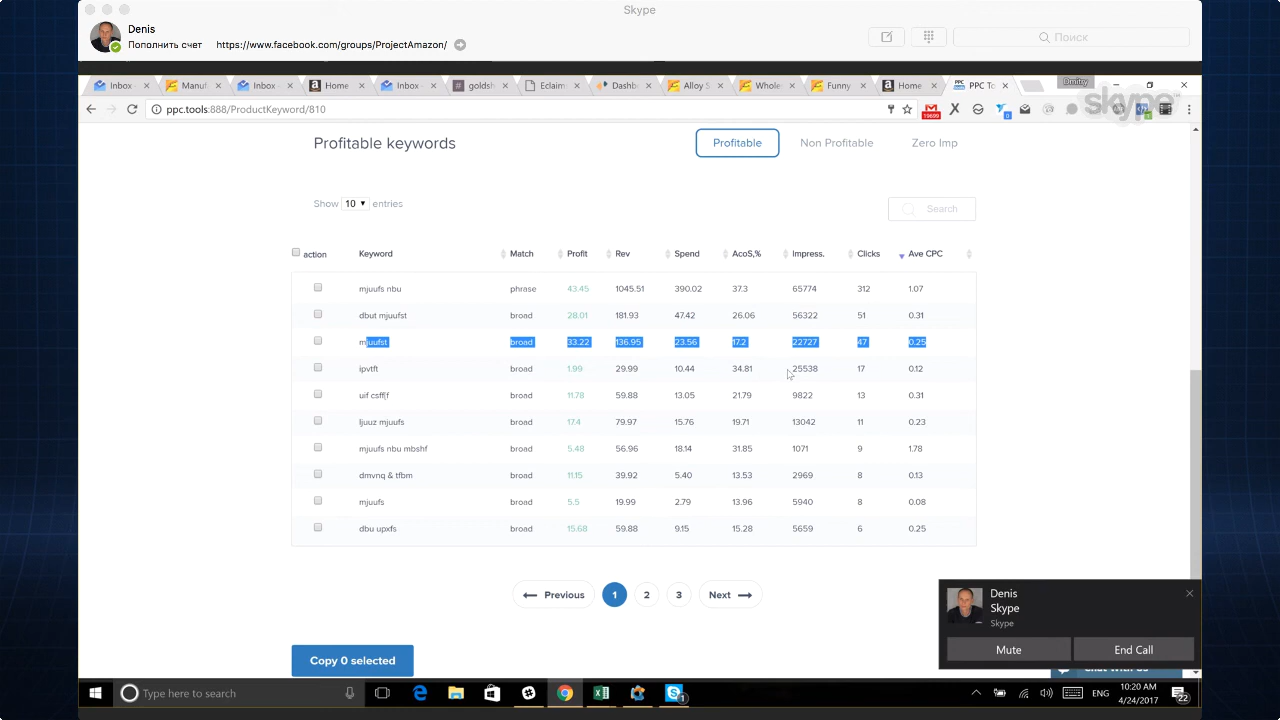 Skype
Denis
Пополнить счет https://www.facebook.com/groups/ProjectAmazon/
Поиск
Inbox Manuf Inbox Home Inbox goldsh Eclaim Dashb Alloy S Whole Funny Home PPC To Dmitry
skype™
ppc.tools:888/ProductKeyword/810
19695
Profitable keywords Profitable Non Profitable Zero Imp
Show 10 entries Search
action Keyword Match Profit Rev Spend AcoS,% Impress. Clicks Ave CPC
mjuufs nbu phrase 43.45 1045.51 390.02 37.3 65774 312 1.07
dbut mjuufst broad 28.01 181.93 47.42 26.06 56322 51 0.31
mjuufst broad 33.22 136.95 23.56 17.2 22727 47 0.25
ipvtft broad 1.99 29.99 10.44 34.81 25538 17 0.12
uif csff{f broad 11.78 59.88 13.05 21.79 9822 13 0.31
ljuuz mjuufs broad 17.4 79.97 15.76 19.71 13042 11 0.23
mjuufs nbu mbshf broad 5.48 56.96 18.14 31.85 1071 9 1.78
dmvnq & tfbm broad 11.15 39.92 5.40 13.53 2969 8 0.13
mjuufs broad 5.5 19.99 2.79 13.96 5940 8 0.08
dbu upxfs broad 15.68 59.88 9.15 15.28 5659 6 0.25
Previous 1 2 3 Next
Copy 0 selected
Denis
Skype
Skype
Mute End Call
Chat with us
Type here to search
1
ENG
10:20 AM
4/24/2017
22